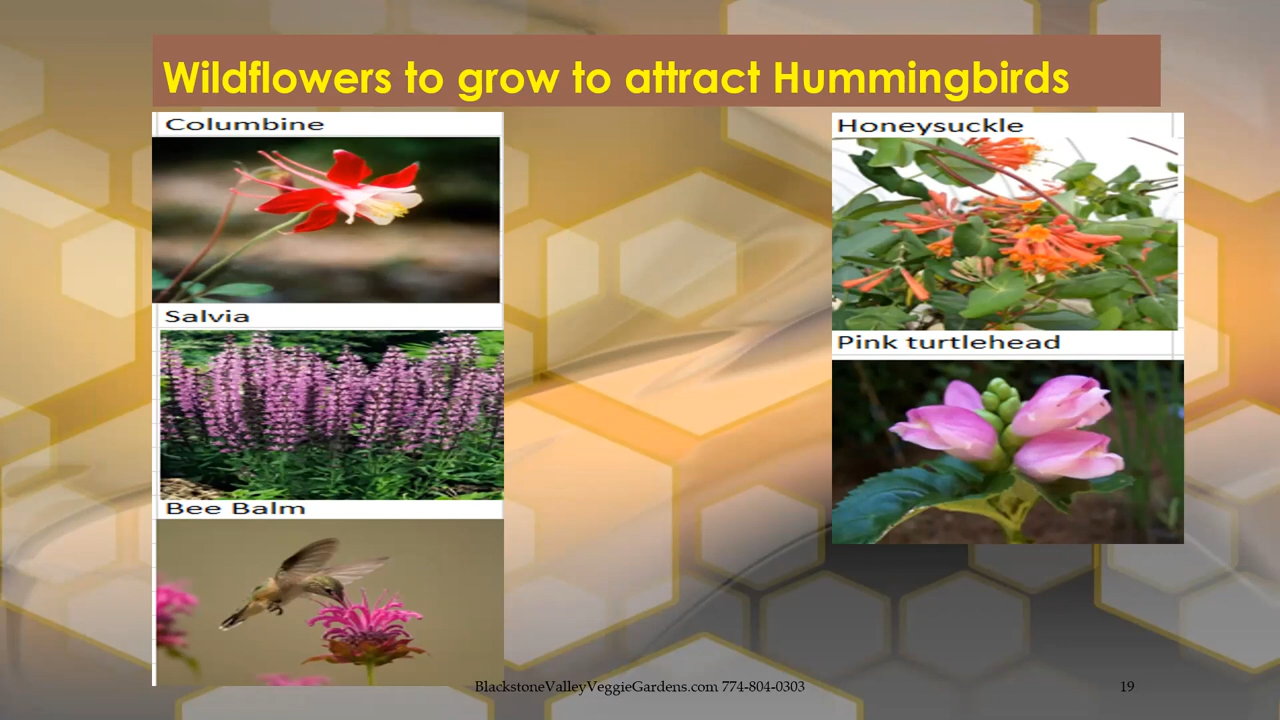 Wildflowers to grow to attract Hummingbirds
Columbine
Salvia
Bee Balm
Honeysuckle
Pink turtlehead
BlackstoneValleyVeggieGardens.com 774-804-0303
19